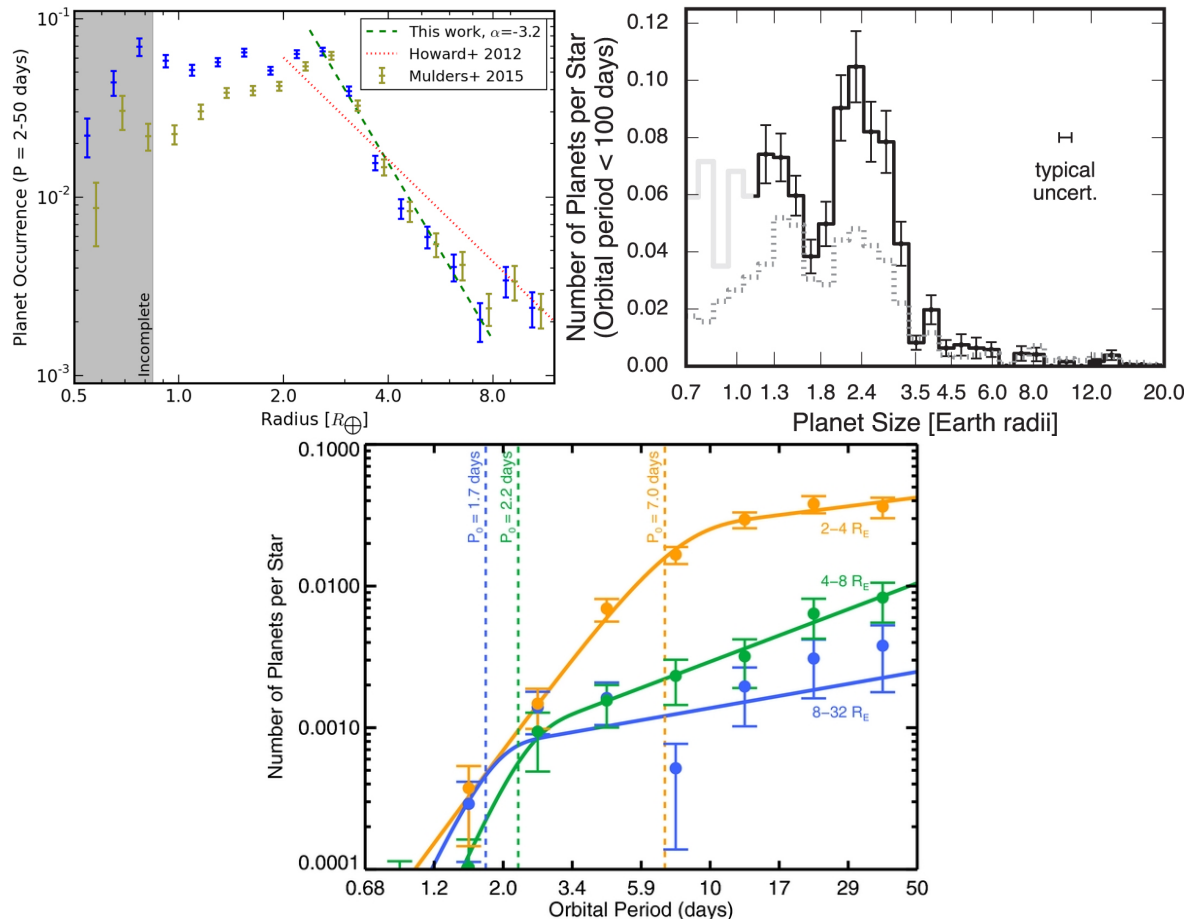 Planet Occurrence (P = 2-50 days)
10⁻¹
10⁻²
10⁻³
Incomplete
This work, α=-3.2
Howard+ 2012
Mulders+ 2015
0.5 1.0 2.0 4.0 8.0
Radius [R⊕]
Number of Planets per Star
(Orbital period < 100 days)
0.12
0.10
0.08
0.06
0.04
0.02
0.00
typical
uncert.
0.7 1.0 1.3 1.8 2.4 3.5 4.5 6.0 8.0 12.0 20.0
Planet Size [Earth radii]
Number of Planets per Star
0.1000
0.0100
0.0010
0.0001
P₀ = 1.7 days
P₀ = 2.2 days
P₀ = 7.0 days
2−4 R_E
4−8 R_E
8−32 R_E
0.68 1.2 2.0 3.4 5.9 10 17 29 50
Orbital Period (days)